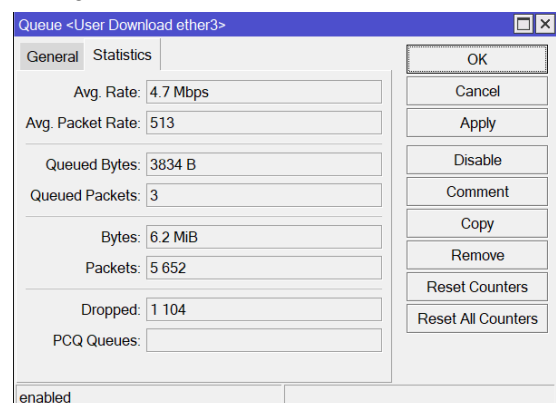 Queue <User Download ether3>
General Statistics
Avg. Rate: 4.7 Mbps
Avg. Packet Rate: 513
Queued Bytes: 3834 B
Queued Packets: 3
Bytes: 6.2 MiB
Packets: 5 652
Dropped: 1 104
PCQ Queues:
OK
Cancel
Apply
Disable
Comment
Copy
Remove
Reset Counters
Reset All Counters
enabled